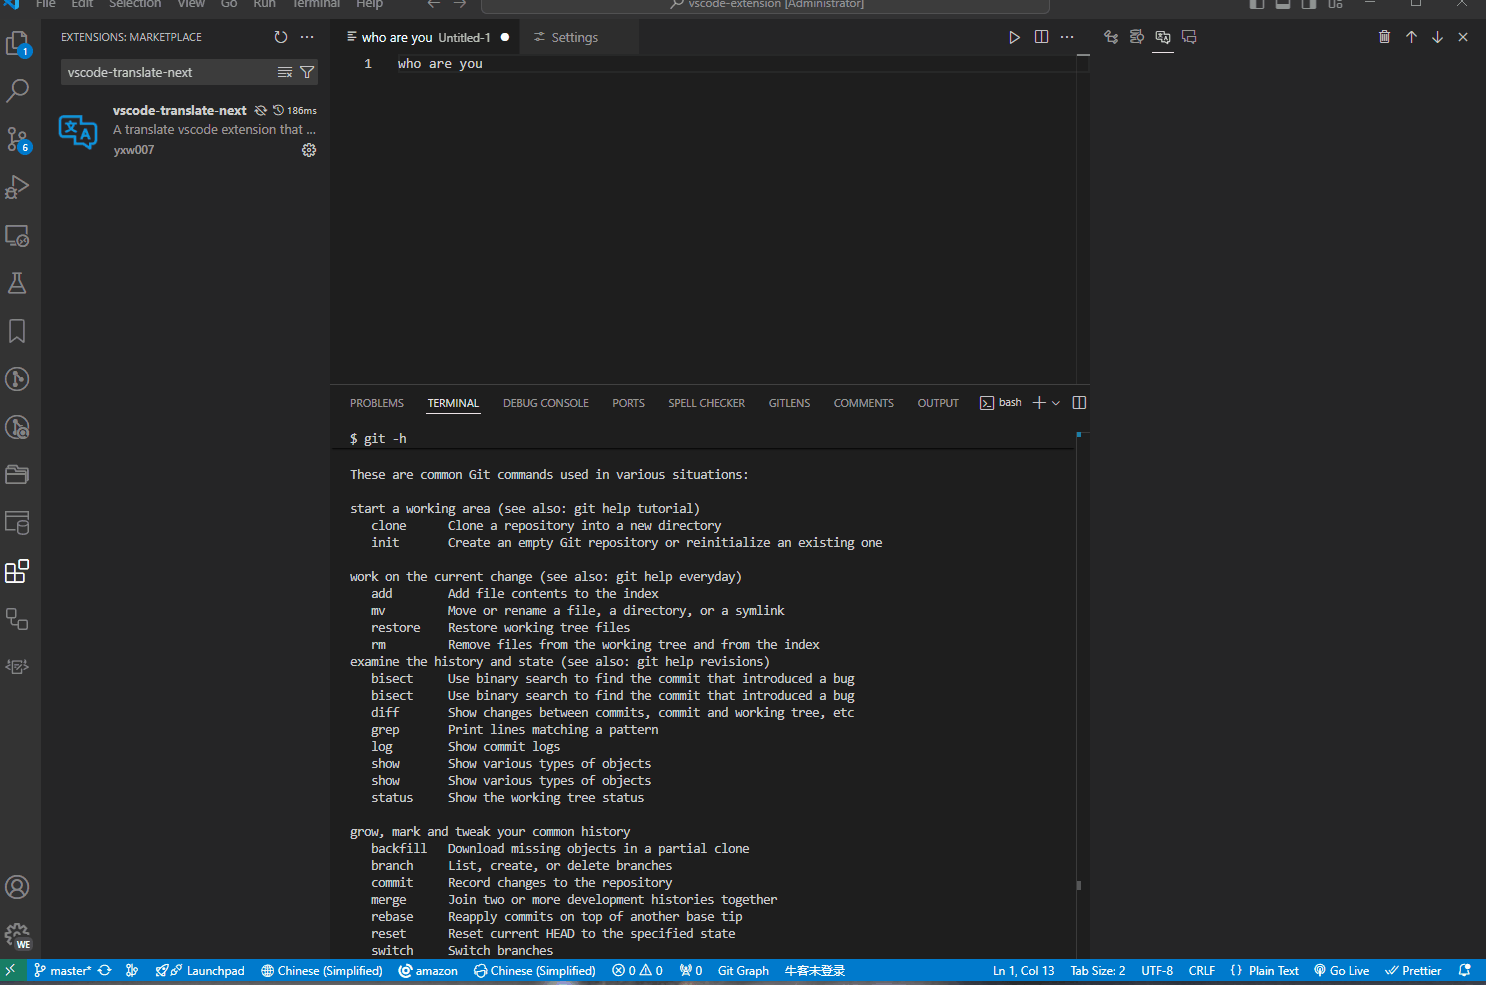 File Edit Selection View Go Run Terminal Help
vscode-extension [Administrator]
EXTENSIONS: MARKETPLACE
vscode-translate-next
vscode-translate-next 186ms
A translate vscode extension that ...
yxw007
1
6
who are you Untitled-1
Settings
1 who are you
PROBLEMS TERMINAL DEBUG CONSOLE PORTS SPELL CHECKER GITLENS COMMENTS OUTPUT bash
$ git -h
These are common Git commands used in various situations:
start a working area (see also: git help tutorial)
clone Clone a repository into a new directory
init Create an empty Git repository or reinitialize an existing one
work on the current change (see also: git help everyday)
add Add file contents to the index
mv Move or rename a file, a directory, or a symlink
restore Restore working tree files
rm Remove files from the working tree and from the index
examine the history and state (see also: git help revisions)
bisect Use binary search to find the commit that introduced a bug
bisect Use binary search to find the commit that introduced a bug
diff Show changes between commits, commit and working tree, etc
grep Print lines matching a pattern
log Show commit logs
show Show various types of objects
show Show various types of objects
status Show the working tree status
grow, mark and tweak your common history
backfill Download missing objects in a partial clone
branch List, create, or delete branches
commit Record changes to the repository
merge Join two or more development histories together
rebase Reapply commits on top of another base tip
reset Reset current HEAD to the specified state
switch Switch branches
WE
master* Launchpad Chinese (Simplified) amazon Chinese (Simplified) 0 0 0 Git Graph 牛客未登录 Ln 1, Col 13 Tab Size: 2 UTF-8 CRLF {} Plain Text Go Live Prettier